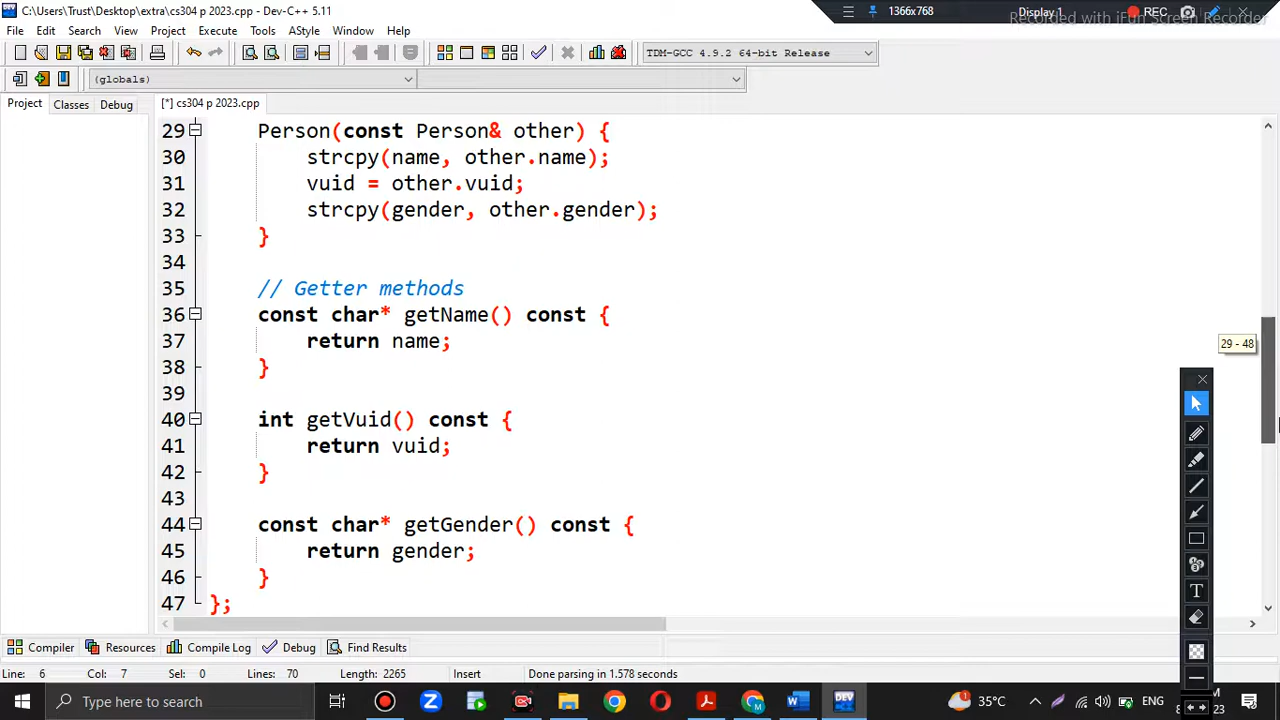 C:\Users\Trust\Desktop\extra\cs304 p 2023.cpp - Dev-C++ 5.11
1366x768
Display 1
REC
Recorded with iFun Screen Recorder
File Edit Search View Project Execute Tools AStyle Window Help
TDM-GCC 4.9.2 64-bit Release
(globals)
Project Classes Debug
[*] cs304 p 2023.cpp
29 Person(const Person& other) {
30 strcpy(name, other.name);
31 vuid = other.vuid;
32 strcpy(gender, other.gender);
33 }
34
35 // Getter methods
36 const char* getName() const {
37 return name;
38 }
39
40 int getVuid() const {
41 return vuid;
42 }
43
44 const char* getGender() const {
45 return gender;
46 }
47 };
29 - 48
T
Compiler Resources Compile Log Debug Find Results
Line: 6 Col: 7 Sel: 0 Lines: 70 Length: 2265 Insert Done parsing in 1.578 seconds
Type here to search
DEV
35°C
ENG